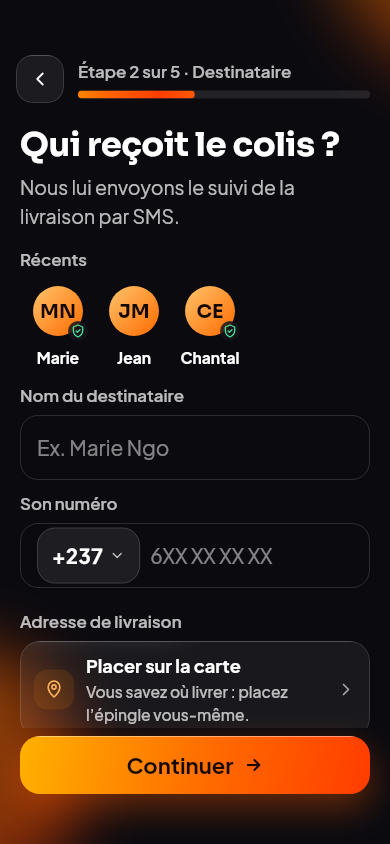 Étape 2 sur 5 · Destinataire
Qui reçoit le colis ?
Nous lui envoyons le suivi de la
livraison par SMS.
Récents
MN
JM
CE
Marie
Jean
Chantal
Nom du destinataire
Ex. Marie Ngo
Son numéro
+237
6XX XX XX XX
Adresse de livraison
Placer sur la carte
Vous savez où livrer : placez
l’épingle vous-même.
Continuer